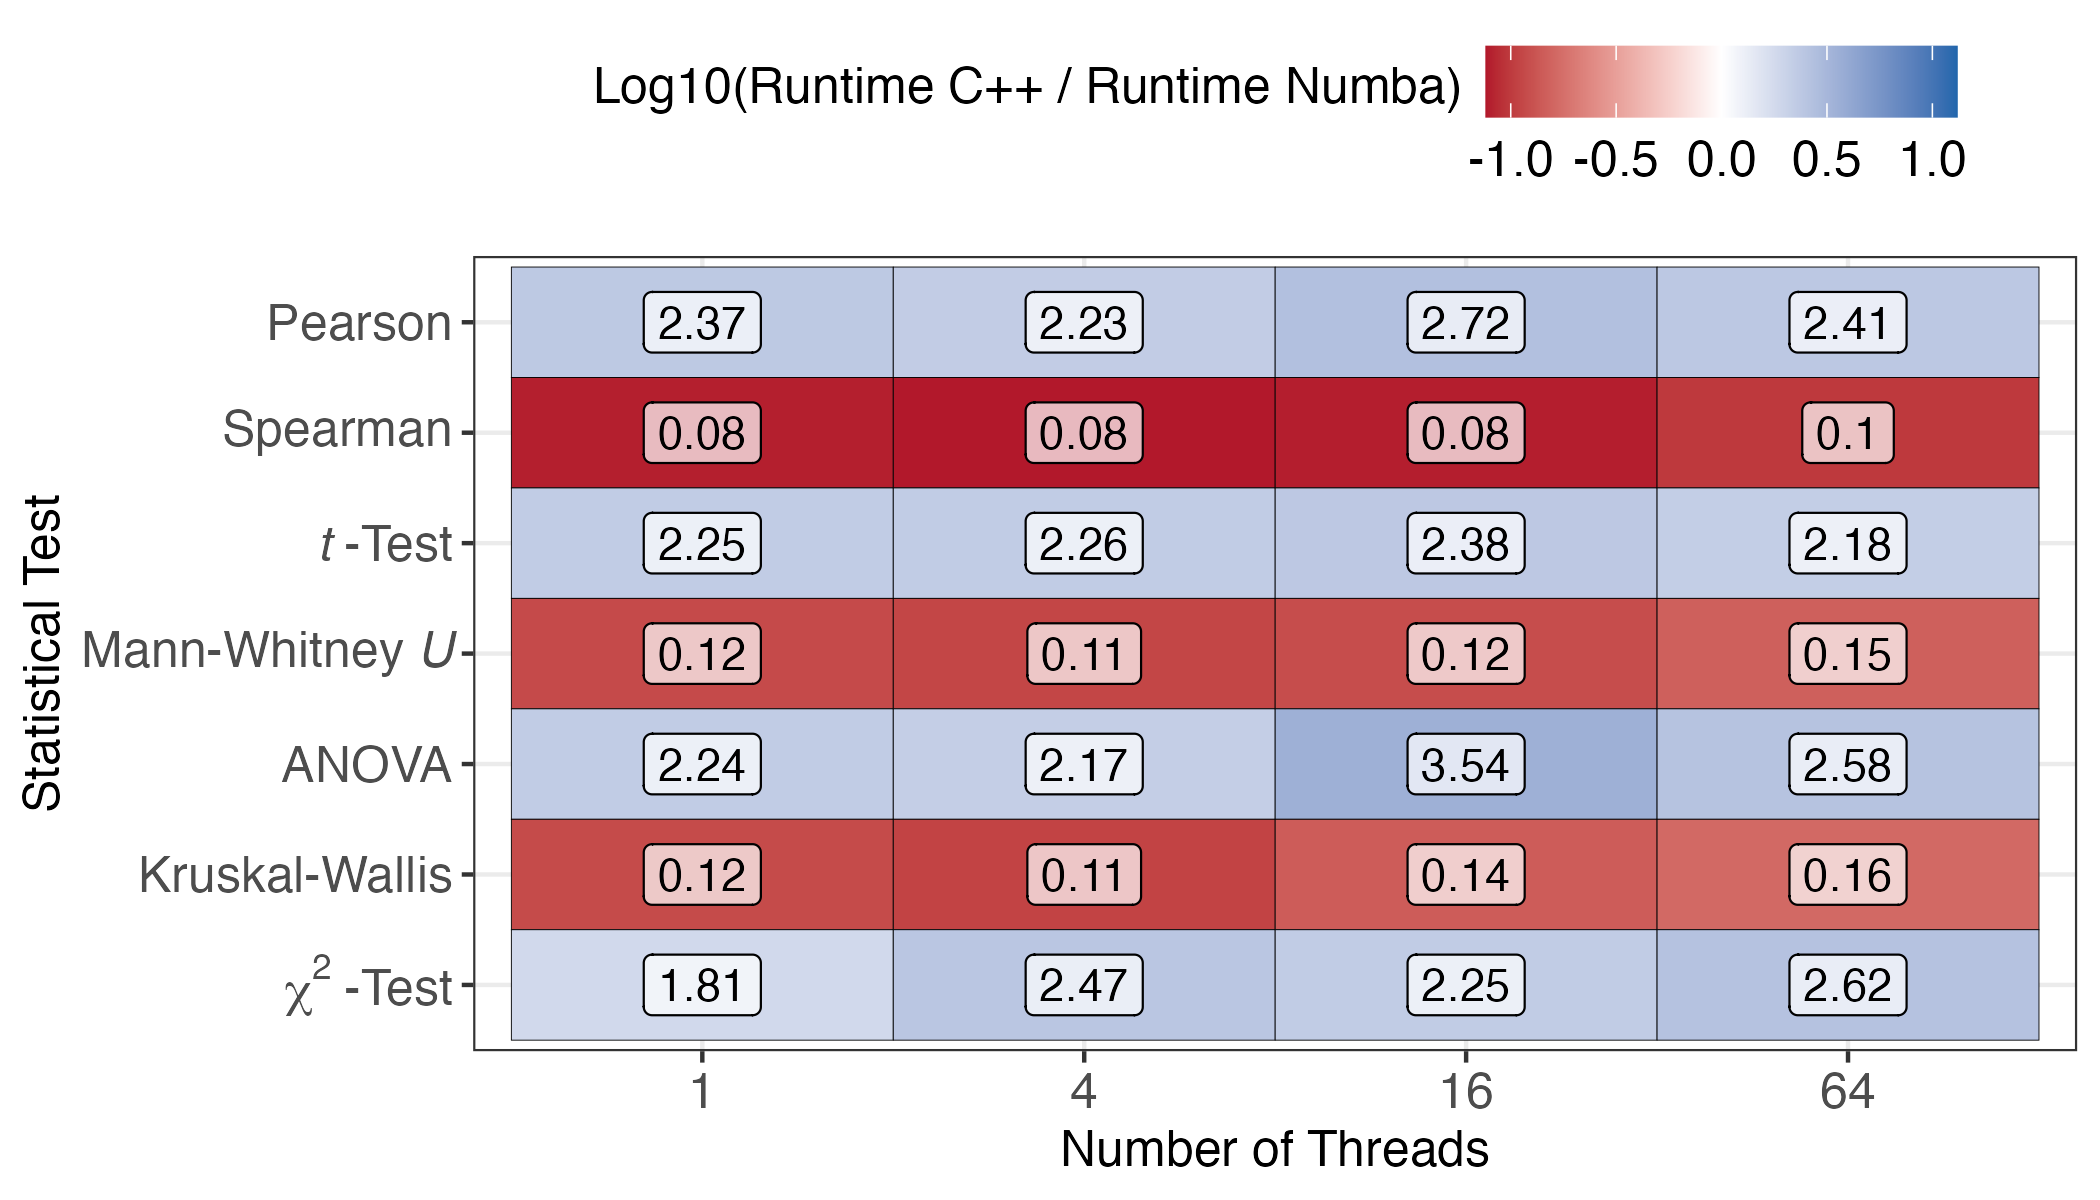 Log10(Runtime C++ / Runtime Numba)
-1.0 -0.5 0.0 0.5 1.0
Statistical Test
Pearson 2.37 2.23 2.72 2.41
Spearman 0.08 0.08 0.08 0.1
t -Test 2.25 2.26 2.38 2.18
Mann-Whitney U 0.12 0.11 0.12 0.15
ANOVA 2.24 2.17 3.54 2.58
Kruskal-Wallis 0.12 0.11 0.14 0.16
χ² -Test 1.81 2.47 2.25 2.62
1 4 16 64
Number of Threads